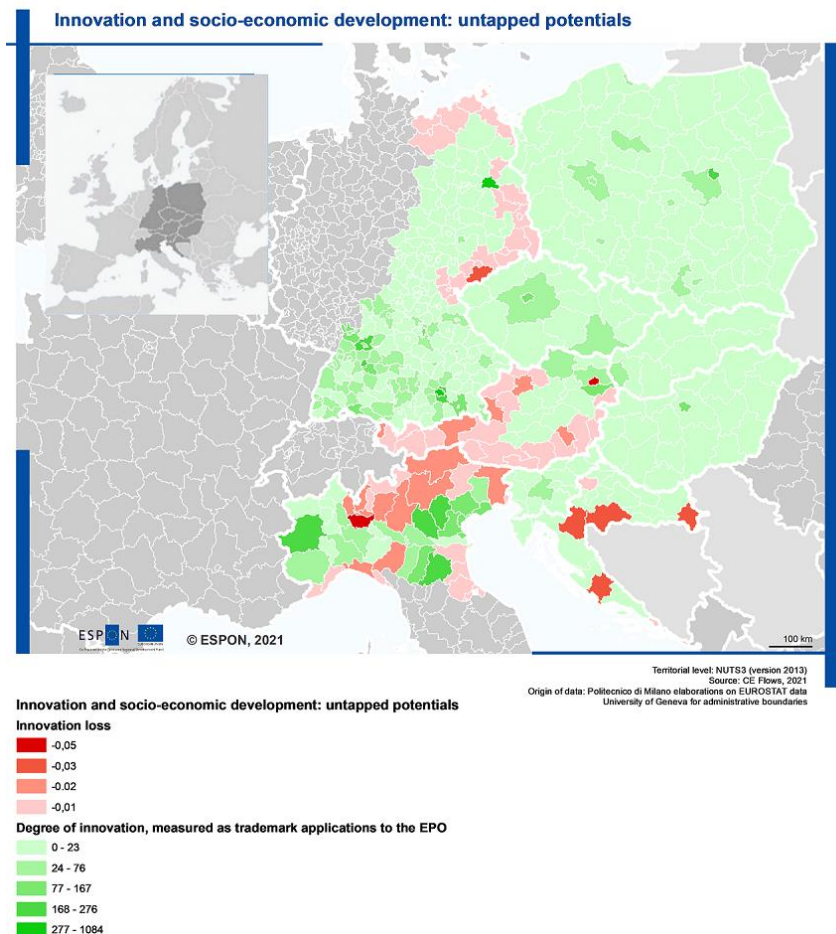 Innovation and socio-economic development: untapped potentials
ESPON
© ESPON, 2021
100 km
Territorial level: NUTS3 (version 2013)
Source: CE Flows, 2021
Origin of data: Politecnico di Milano elaborations on EUROSTAT data
University of Geneva for administrative boundaries
Innovation and socio-economic development: untapped potentials
Innovation loss
-0,05
-0,03
-0.02
-0,01
Degree of innovation, measured as trademark applications to the EPO
0 - 23
24 - 76
77 - 167
168 - 276
277 - 1084